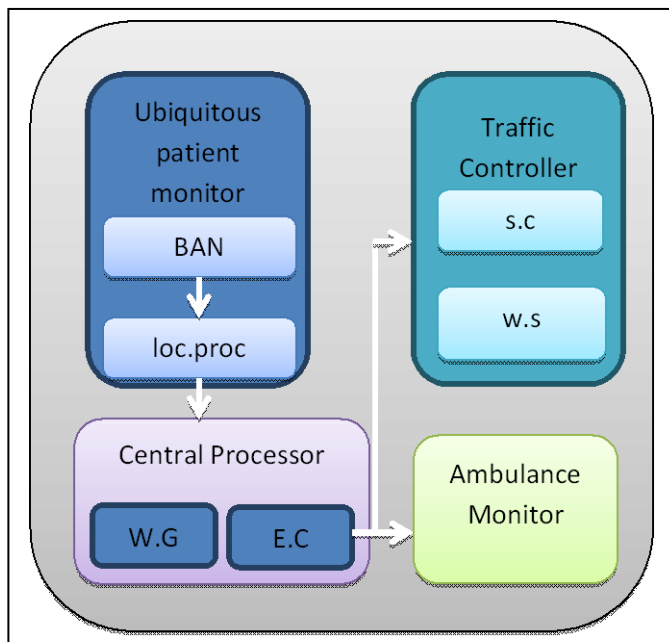 Ubiquitous
patient
monitor
BAN
loc.proc
Traffic
Controller
s.c
w.s
Central Processor
W.G
E.C
Ambulance
Monitor